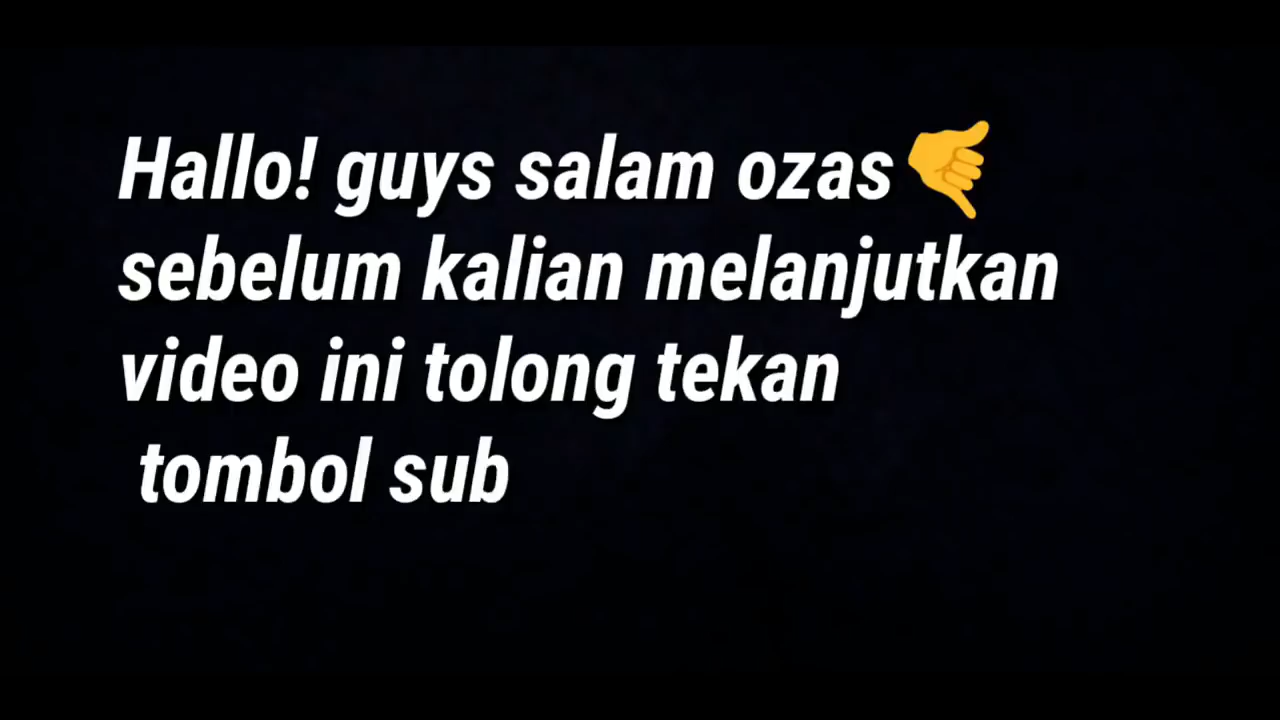 Hallo! guys salam ozas🤙
sebelum kalian melanjutkan
video ini tolong tekan
tombol sub